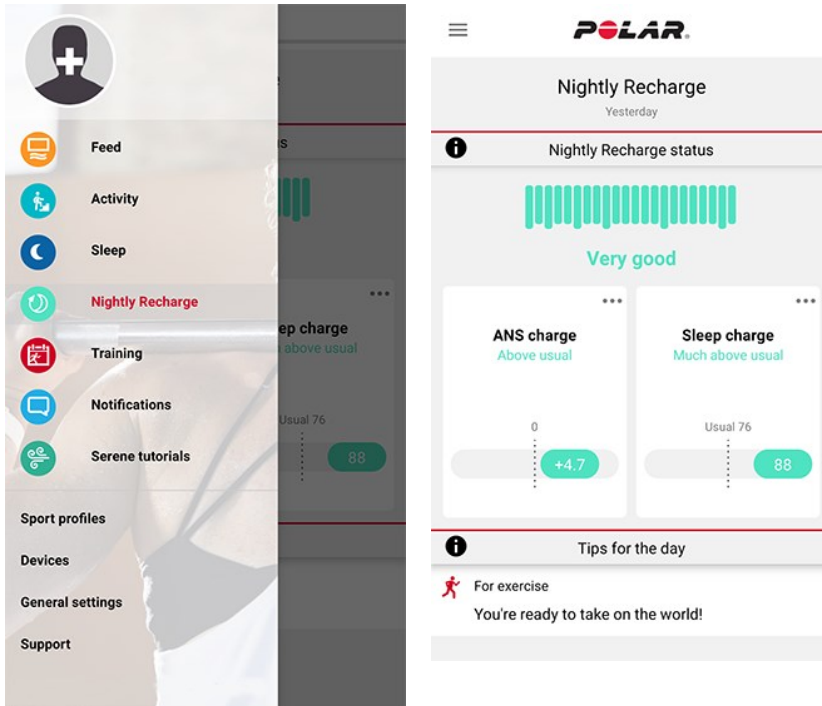 Feed
Activity
Sleep
Nightly Recharge
Training
Notifications
Serene tutorials
Sport profiles
Devices
General settings
Support
s
ep charge
above usual
Usual 76
88
POLAR.
Nightly Recharge
Yesterday
Nightly Recharge status
Very good
ANS charge
Above usual
0
+4.7
Sleep charge
Much above usual
Usual 76
88
Tips for the day
For exercise
You're ready to take on the world!